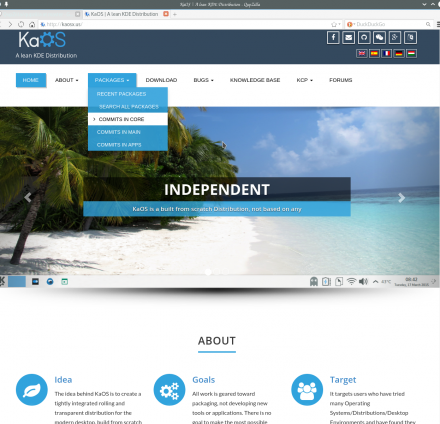 KaOS | A lean KDE Distribution - QupZilla
KaOS | A lean KDE Distribution
http://kaosx.us/
DuckDuckGo
KaOS
A lean KDE Distribution
HOME
ABOUT
PACKAGES
DOWNLOAD
BUGS
KNOWLEDGE BASE
KCP
FORUMS
RECENT PACKAGES
SEARCH ALL PACKAGES
COMMITS IN CORE
COMMITS IN MAIN
COMMITS IN APPS
INDEPENDENT
KaOS is a built from scratch Distribution, not based on any
08:42
ABOUT
Idea
The idea behind KaOS is to create a
tightly integrated rolling and
transparent distribution for the
modern desktop, built from scratch
Goals
All work is geared toward
packaging, not developing new
tools or applications. There is no
goal to make the most possible
Target
It targets users who have tried
many Operating
Systems/Distributions/Desktop
Environments and have found they